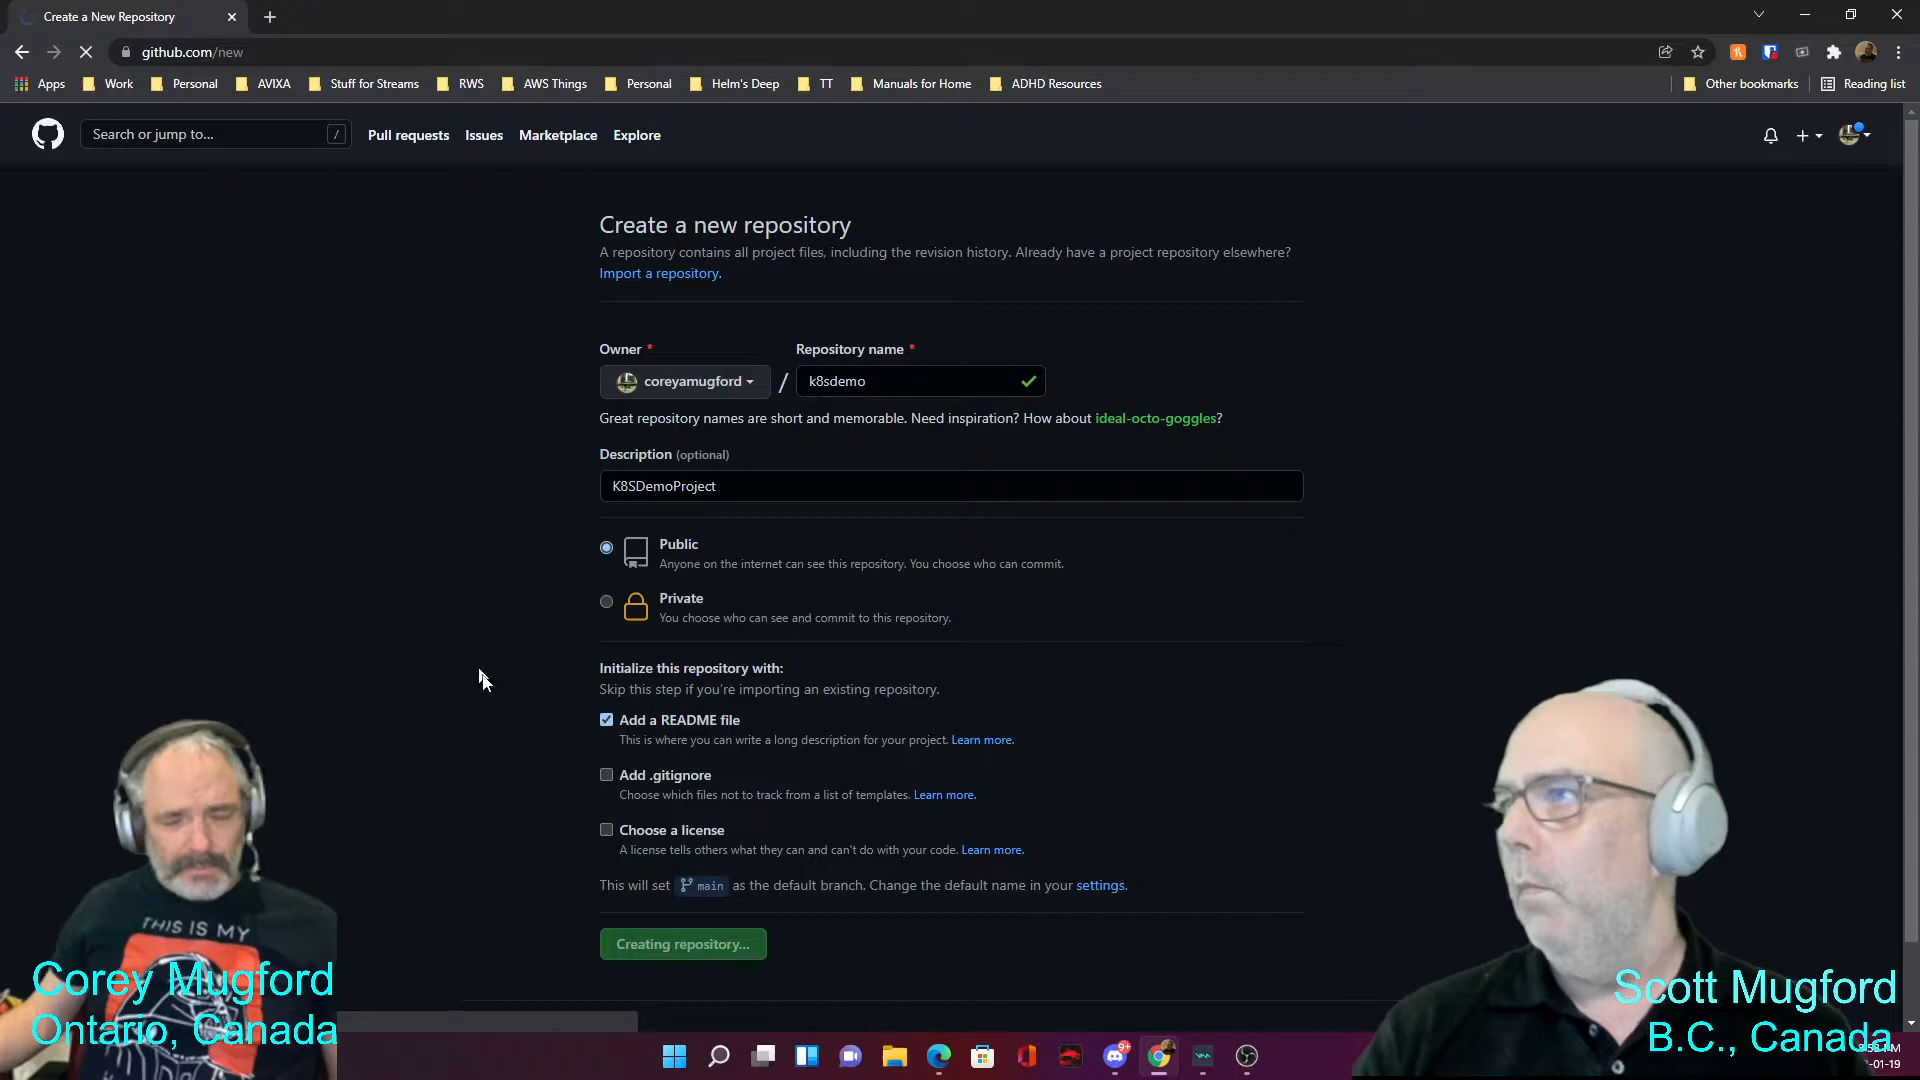 Create a New Repository
github.com/new
Apps Work Personal AVIXA Stuff for Streams RWS AWS Things Personal Helm's Deep TT Manuals for Home ADHD Resources Other bookmarks Reading list
Search or jump to... / Pull requests Issues Marketplace Explore
Create a new repository
A repository contains all project files, including the revision history. Already have a project repository elsewhere?
Import a repository.
Owner * Repository name *
coreyamugford / k8sdemo
Great repository names are short and memorable. Need inspiration? How about ideal-octo-goggles?
Description (optional)
K8SDemoProject
Public
Anyone on the internet can see this repository. You choose who can commit.
Private
You choose who can see and commit to this repository.
Initialize this repository with:
Skip this step if you're importing an existing repository.
Add a README file
This is where you can write a long description for your project. Learn more.
Add .gitignore
Choose which files not to track from a list of templates. Learn more.
Choose a license
A license tells others what they can and can't do with your code. Learn more.
This will set main as the default branch. Change the default name in your settings.
Creating repository...
THIS IS MY
Corey Mugford
Ontario, Canada
Scott Mugford
B.C., Canada
9+
PM
-01-19